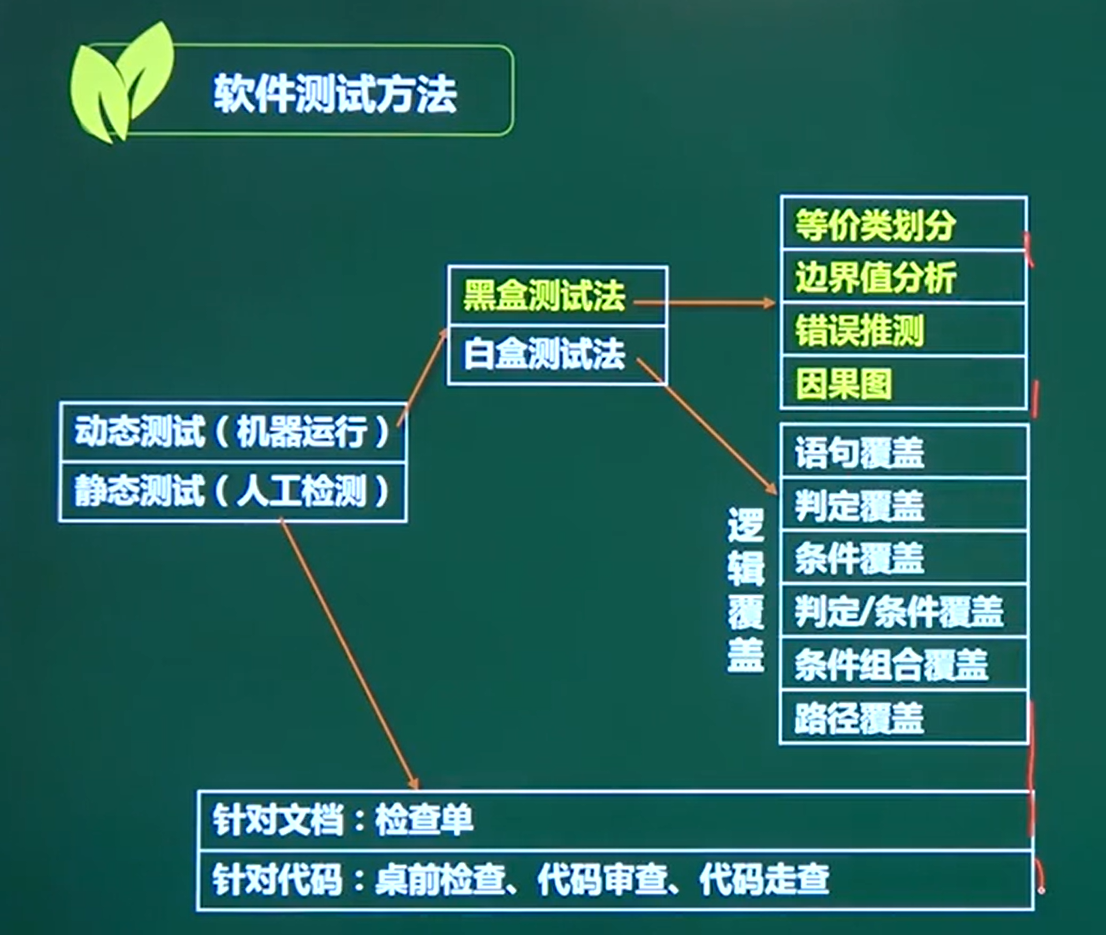 软件测试方法
等价类划分
边界值分析
错误推测
因果图
黑盒测试法
白盒测试法
动态测试（机器运行）
静态测试（人工检测）
逻辑覆盖
语句覆盖
判定覆盖
条件覆盖
判定/条件覆盖
条件组合覆盖
路径覆盖
针对文档：检查单
针对代码：桌前检查、代码审查、代码走查